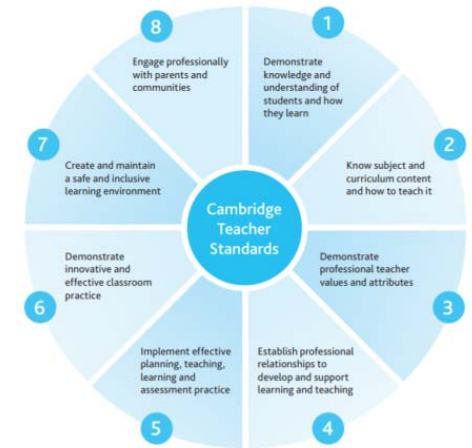 8
Engage professionally
with parents and
communities
1
Demonstrate
knowledge and
understanding of
students and how
they learn
7
Create and maintain
a safe and inclusive
learning environment
2
Know subject and
curriculum content
and how to teach it
Cambridge
Teacher
Standards
Demonstrate
innovative and
effective classroom
practice
6
Demonstrate
professional teacher
values and attributes
3
Implement effective
planning, teaching,
learning and
assessment practice
5
Establish professional
relationships to
develop and support
learning and teaching
4